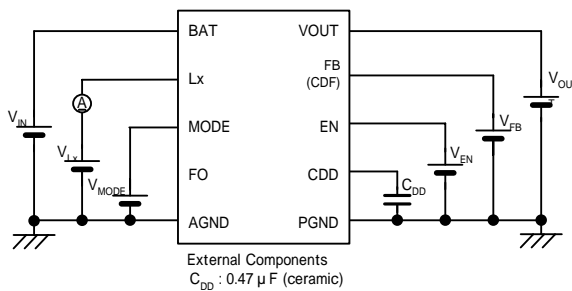 BAT
VOUT
Lx
FB
(CDF)
MODE
EN
FO
CDD
AGND
PGND
A
V_IN
V_Lx
V_MODE
C_DD
V_EN
V_FB
V_OU
T
External Components
C_DD : 0.47 μ F (ceramic)